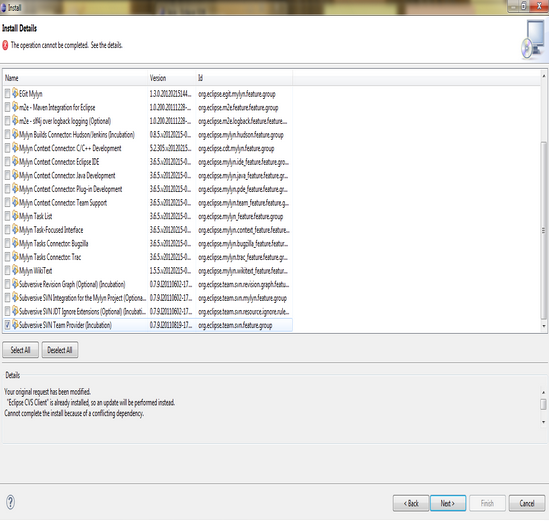 Install
Install Details
The operation cannot be completed. See the details.
Name Version Id
EGit Mylyn 1.3.0.20120215144... org.eclipse.egit.mylyn.feature.group
m2e - Maven Integration for Eclipse 1.0.200.20111228-... org.eclipse.m2e.feature.feature.group
m2e - slf4j over logback logging (Optional) 1.0.200.20111228-... org.eclipse.m2e.logback.feature.feature...
Mylyn Builds Connector: Hudson/Jenkins (Incubation) 0.8.5.v20120215-0... org.eclipse.mylyn.hudson.feature.group
Mylyn Context Connector: C/C++ Development 5.2.305.v20120215... org.eclipse.cdt.mylyn.feature.group
Mylyn Context Connector: Eclipse IDE 3.6.5.v20120215-0... org.eclipse.mylyn.ide_feature.feature.gro...
Mylyn Context Connector: Java Development 3.6.5.v20120215-0... org.eclipse.mylyn.java_feature.feature.gr...
Mylyn Context Connector: Plug-in Development 3.6.5.v20120215-0... org.eclipse.mylyn.pde_feature.feature.gr...
Mylyn Context Connector: Team Support 3.6.5.v20120215-0... org.eclipse.mylyn.team_feature.feature.g...
Mylyn Task List 3.6.5.v20120215-0... org.eclipse.mylyn_feature.feature.group
Mylyn Task-Focused Interface 3.6.5.v20120215-0... org.eclipse.mylyn.context_feature.feature...
Mylyn Tasks Connector: Bugzilla 3.6.5.v20120215-0... org.eclipse.mylyn.bugzilla_feature.featur...
Mylyn Tasks Connector: Trac 3.6.5.v20120215-0... org.eclipse.mylyn.trac_feature.feature.gr...
Mylyn WikiText 1.5.5.v20120215-0... org.eclipse.mylyn.wikitext_feature.featur...
Subversive Revision Graph (Optional) (Incubation) 0.7.9.I20110602-17... org.eclipse.team.svn.revision.graph.featu...
Subversive SVN Integration for the Mylyn Project (Optiona... 0.7.9.I20110602-17... org.eclipse.team.svn.mylyn.feature.group
Subversive SVN JDT Ignore Extensions (Optional) (Incubati... 0.7.9.I20110602-17... org.eclipse.team.svn.resource.ignore.rule...
Subversive SVN Team Provider (Incubation) 0.7.9.I20110819-17... org.eclipse.team.svn.feature.group
Select All Deselect All
Details
Your original request has been modified.
"Eclipse CVS Client" is already installed, so an update will be performed instead.
Cannot complete the install because of a conflicting dependency.
? < Back Next > Finish Cancel